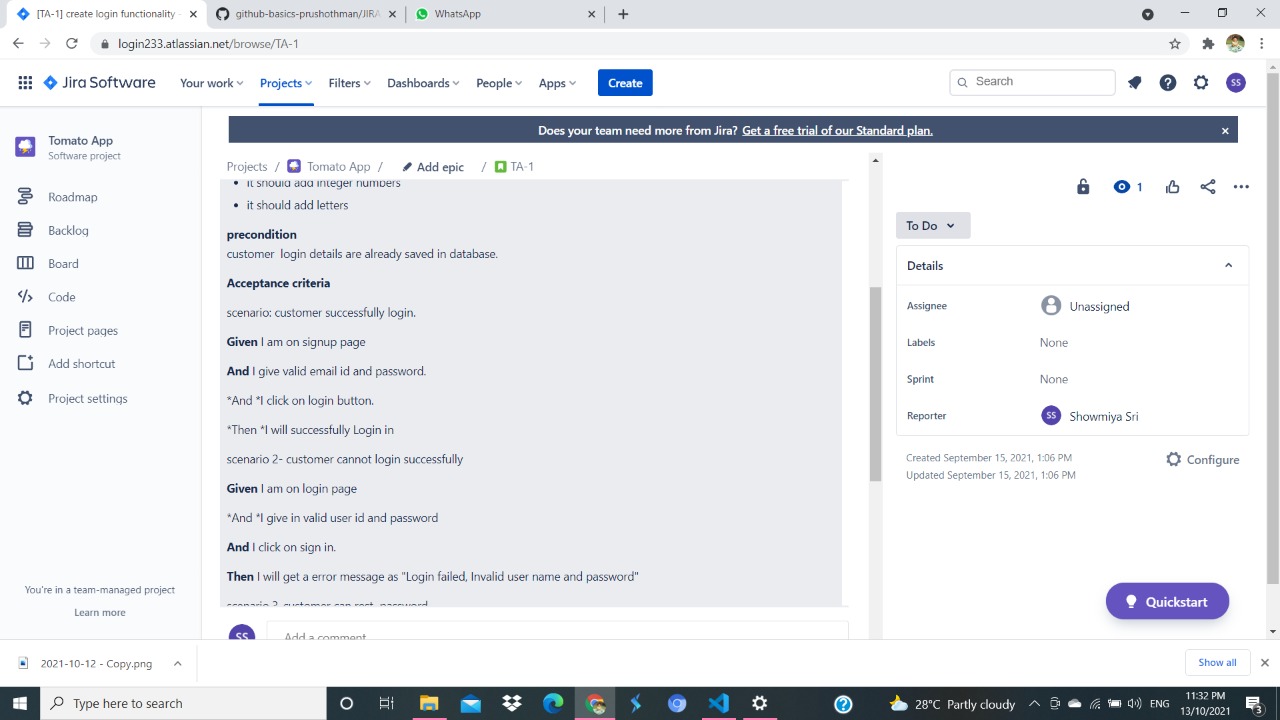 [TA-1] create login functionality -
github-basics-prushothman/JIRA
WhatsApp
login233.atlassian.net/browse/TA-1
Jira Software
Your work
Projects
Filters
Dashboards
People
Apps
Create
Search
SS
Tomato App
Software project
Roadmap
Backlog
Board
Code
Project pages
Add shortcut
Project settings
You're in a team-managed project
Learn more
Does your team need more from Jira? Get a free trial of our Standard plan.
Projects / Tomato App / Add epic / TA-1
it should add integer numbers
it should add letters
precondition
customer login details are already saved in database.
Acceptance criteria
scenario: customer successfully login.
Given I am on signup page
And I give valid email id and password.
*And *I click on login button.
*Then *I will successfully Login in
scenario 2- customer cannot login successfully
Given I am on login page
*And *I give in valid user id and password
And I click on sign in.
Then I will get a error message as "Login failed, Invalid user name and password"
scenario 3-customer can rest password
SS
Add a comment...
1
To Do
Details
Assignee
Unassigned
Labels
None
Sprint
None
Reporter
SS Showmiya Sri
Created September 15, 2021, 1:06 PM
Updated September 15, 2021, 1:06 PM
Configure
Quickstart
2021-10-12 - Copy.png
Show all
Type here to search
28°C Partly cloudy
ENG
11:32 PM
13/10/2021
3